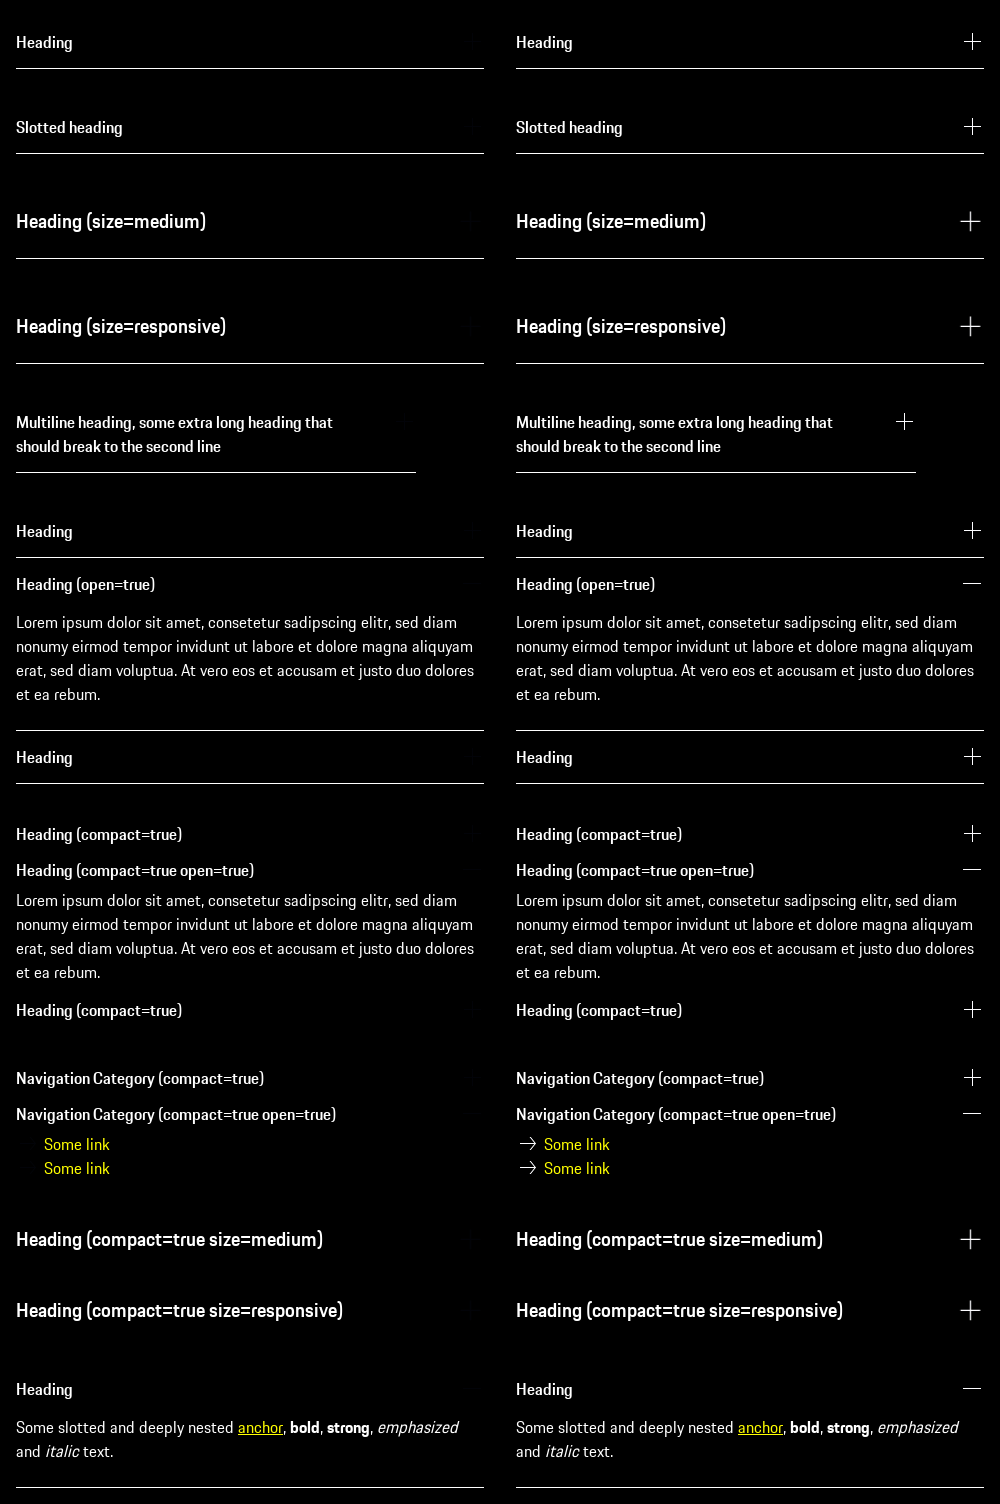 Heading
Heading
Slotted heading
Slotted heading
Heading (size=medium)
Heading (size=medium)
Heading (size=responsive)
Heading (size=responsive)
Multiline heading, some extra long heading that
should break to the second line
Multiline heading, some extra long heading that
should break to the second line
Heading
Heading
Heading (open=true)
Lorem ipsum dolor sit amet, consetetur sadipscing elitr, sed diam
nonumy eirmod tempor invidunt ut labore et dolore magna aliquyam
erat, sed diam voluptua. At vero eos et accusam et justo duo dolores
et ea rebum.
Heading (open=true)
Lorem ipsum dolor sit amet, consetetur sadipscing elitr, sed diam
nonumy eirmod tempor invidunt ut labore et dolore magna aliquyam
erat, sed diam voluptua. At vero eos et accusam et justo duo dolores
et ea rebum.
Heading
Heading
Heading (compact=true)
Heading (compact=true)
Heading (compact=true open=true)
Lorem ipsum dolor sit amet, consetetur sadipscing elitr, sed diam
nonumy eirmod tempor invidunt ut labore et dolore magna aliquyam
erat, sed diam voluptua. At vero eos et accusam et justo duo dolores
et ea rebum.
Heading (compact=true open=true)
Lorem ipsum dolor sit amet, consetetur sadipscing elitr, sed diam
nonumy eirmod tempor invidunt ut labore et dolore magna aliquyam
erat, sed diam voluptua. At vero eos et accusam et justo duo dolores
et ea rebum.
Heading (compact=true)
Heading (compact=true)
Navigation Category (compact=true)
Navigation Category (compact=true)
Navigation Category (compact=true open=true)
Some link
Some link
Navigation Category (compact=true open=true)
Some link
Some link
Heading (compact=true size=medium)
Heading (compact=true size=medium)
Heading (compact=true size=responsive)
Heading (compact=true size=responsive)
Heading
Some slotted and deeply nested anchor, bold, strong, emphasized
and italic text.
Heading
Some slotted and deeply nested anchor, bold, strong, emphasized
and italic text.